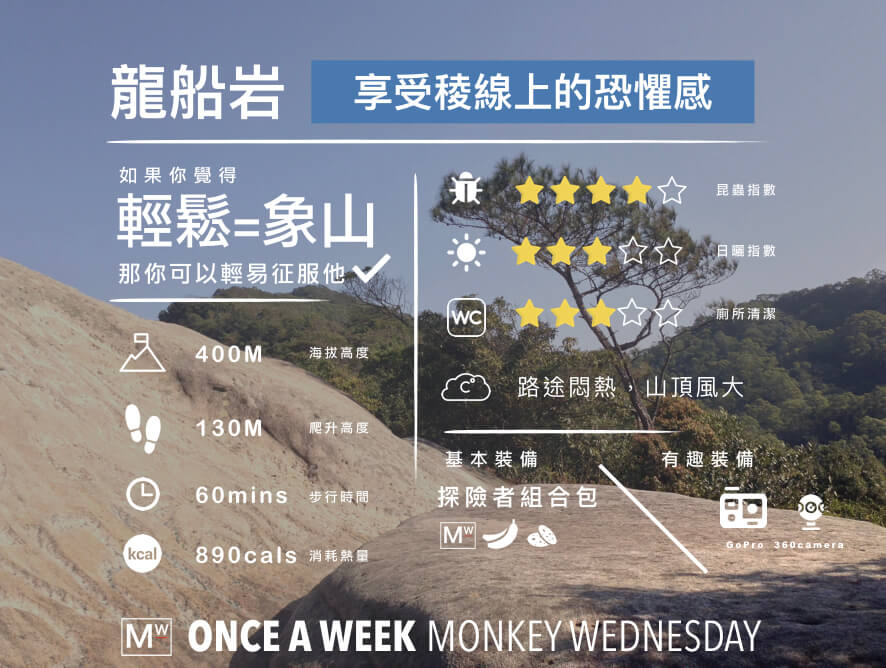 龍船岩
享受稜線上的恐懼感
如果你覺得
輕鬆=象山
那你可以輕易征服他
400M 海拔高度
130M 爬升高度
60mins 步行時間
kcal 890cals 消耗熱量
昆蟲指數
日曬指數
WC 廁所清潔
C° 路途悶熱，山頂風大
基本裝備
探險者組合包
MW
有趣裝備
GoPro 360camera
MW ONCE A WEEK MONKEY WEDNESDAY